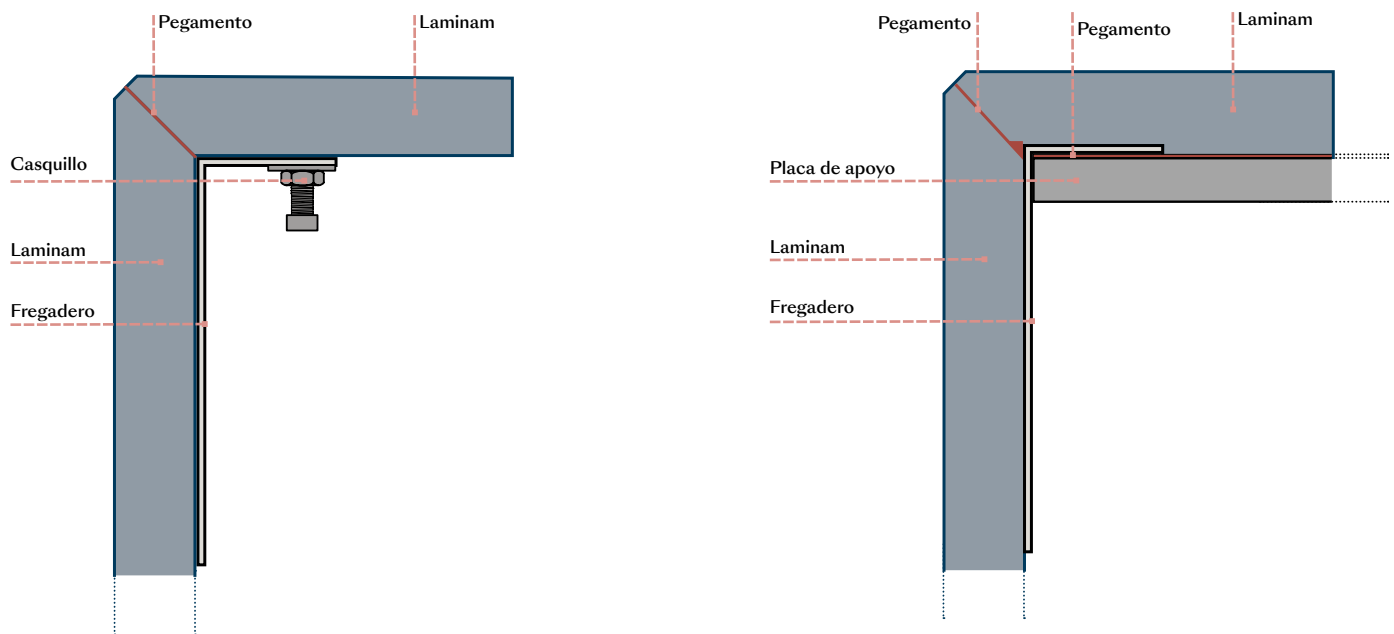 Pegamento
Laminam
Casquillo
Laminam
Fregadero
Pegamento
Pegamento
Laminam
Placa de apoyo
Laminam
Fregadero